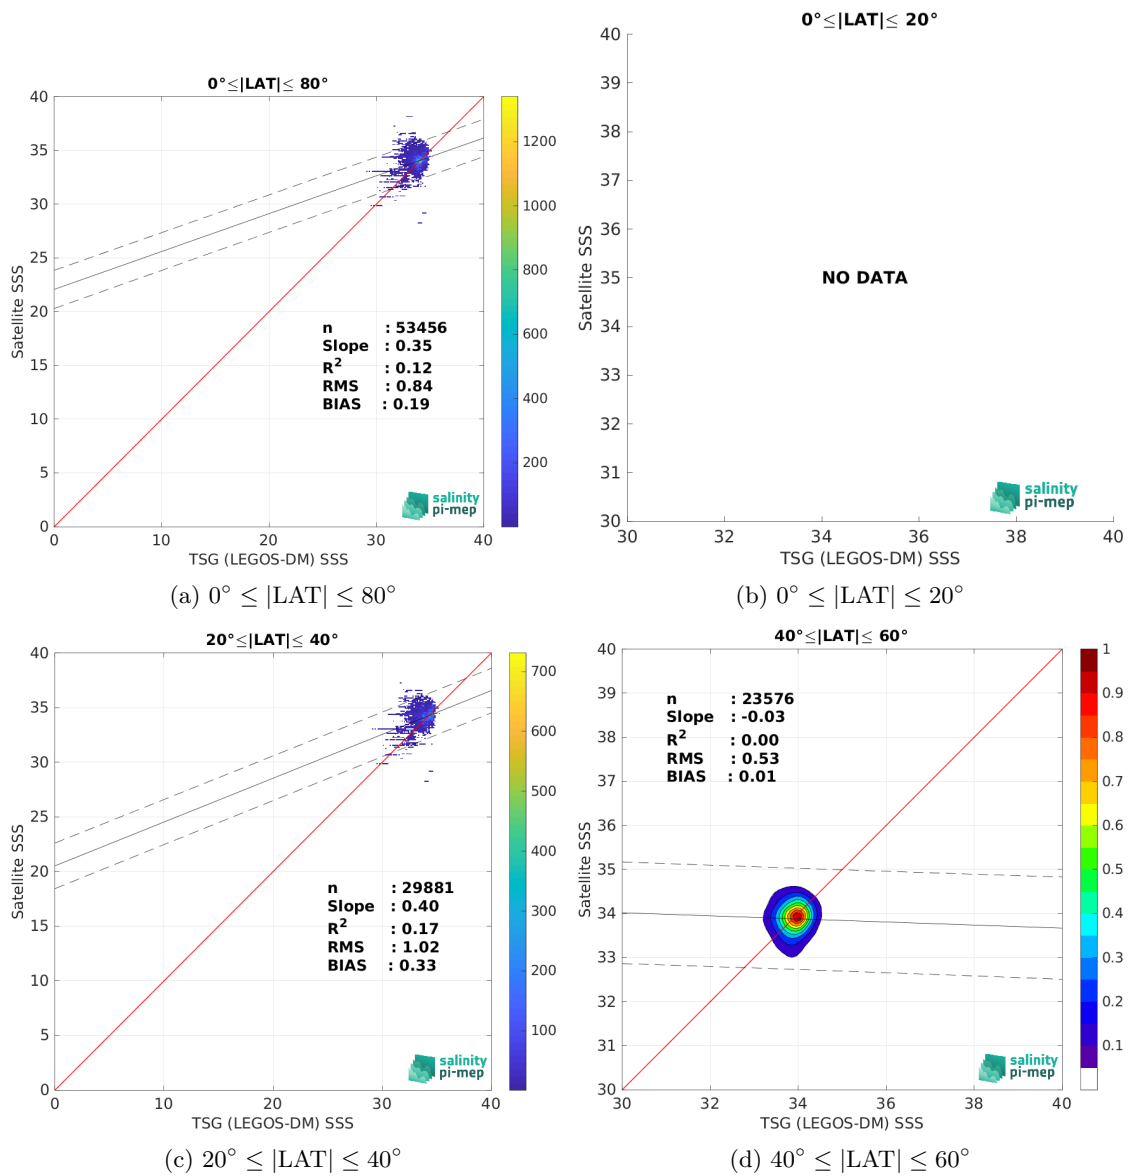 0°≤|LAT|≤ 80°
40
35
30
25
20
15
10
5
0
0
10
20
30
40
Satellite SSS
TSG (LEGOS-DM) SSS
n : 53456
Slope : 0.35
R² : 0.12
RMS : 0.84
BIAS : 0.19
salinity
pi-mep
1200
1000
800
600
400
200
(a) 0° ≤ |LAT| ≤ 80°
0°≤|LAT|≤ 20°
40
39
38
37
36
35
34
33
32
31
30
30
32
34
36
38
40
Satellite SSS
TSG (LEGOS-DM) SSS
NO DATA
salinity
pi-mep
(b) 0° ≤ |LAT| ≤ 20°
20°≤|LAT|≤ 40°
40
35
30
25
20
15
10
5
0
0
10
20
30
40
Satellite SSS
TSG (LEGOS-DM) SSS
n : 29881
Slope : 0.40
R² : 0.17
RMS : 1.02
BIAS : 0.33
salinity
pi-mep
700
600
500
400
300
200
100
(c) 20° ≤ |LAT| ≤ 40°
40°≤|LAT|≤ 60°
40
39
38
37
36
35
34
33
32
31
30
30
32
34
36
38
40
Satellite SSS
TSG (LEGOS-DM) SSS
n : 23576
Slope : -0.03
R² : 0.00
RMS : 0.53
BIAS : 0.01
salinity
pi-mep
1
0.9
0.8
0.7
0.6
0.5
0.4
0.3
0.2
0.1
(d) 40° ≤ |LAT| ≤ 60°